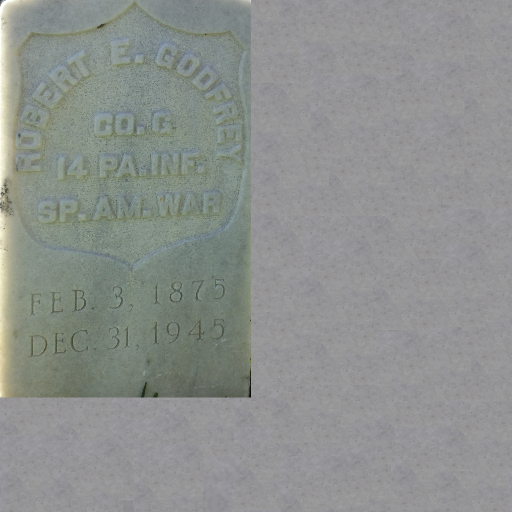 ROBERT E. GODFREY
CO. G.
14 PA. INF.
SP. AM. WAR
FEB. 3, 1875
DEC. 31, 1945